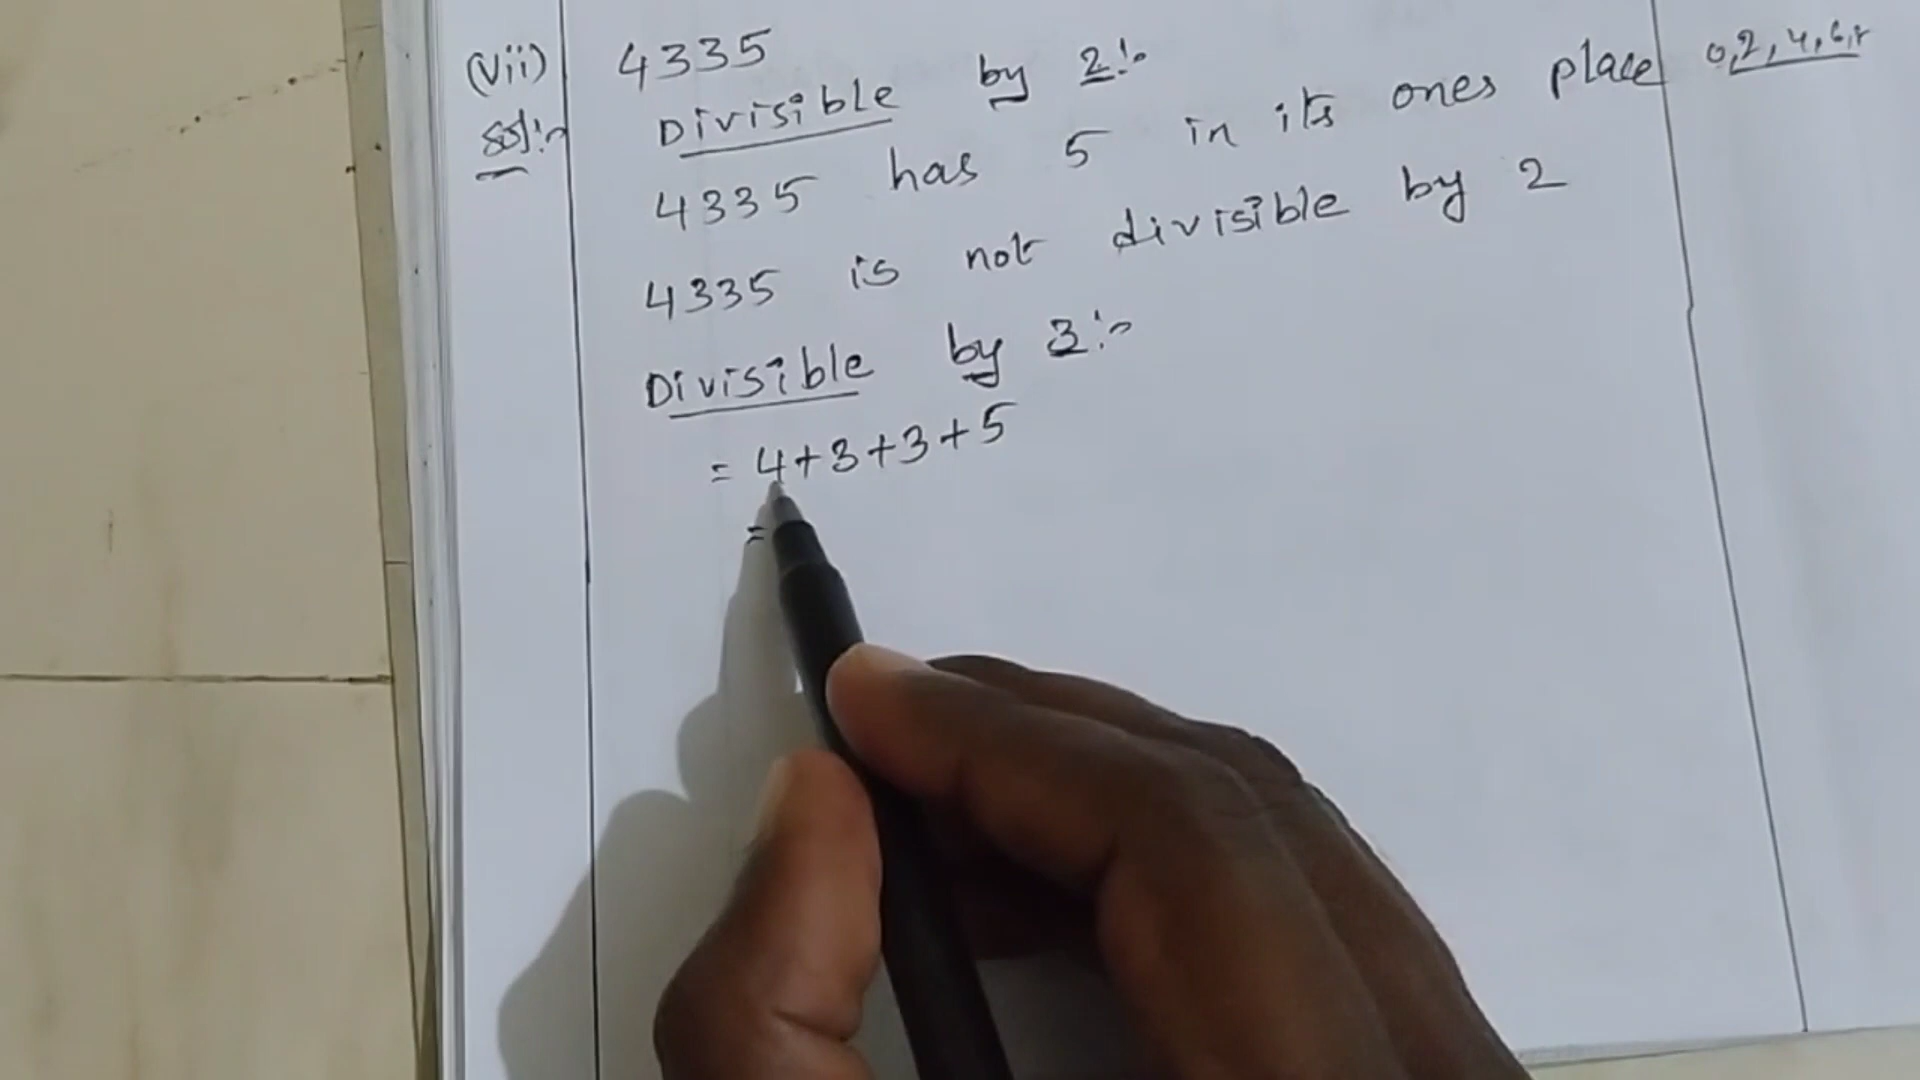 (vii) 4335
Sol:- Divisible by 2:-
4335 has 5 in its ones place 0,2,4,6,8
4335 is not divisible by 2
Divisible by 3:-
= 4+3+3+5
=